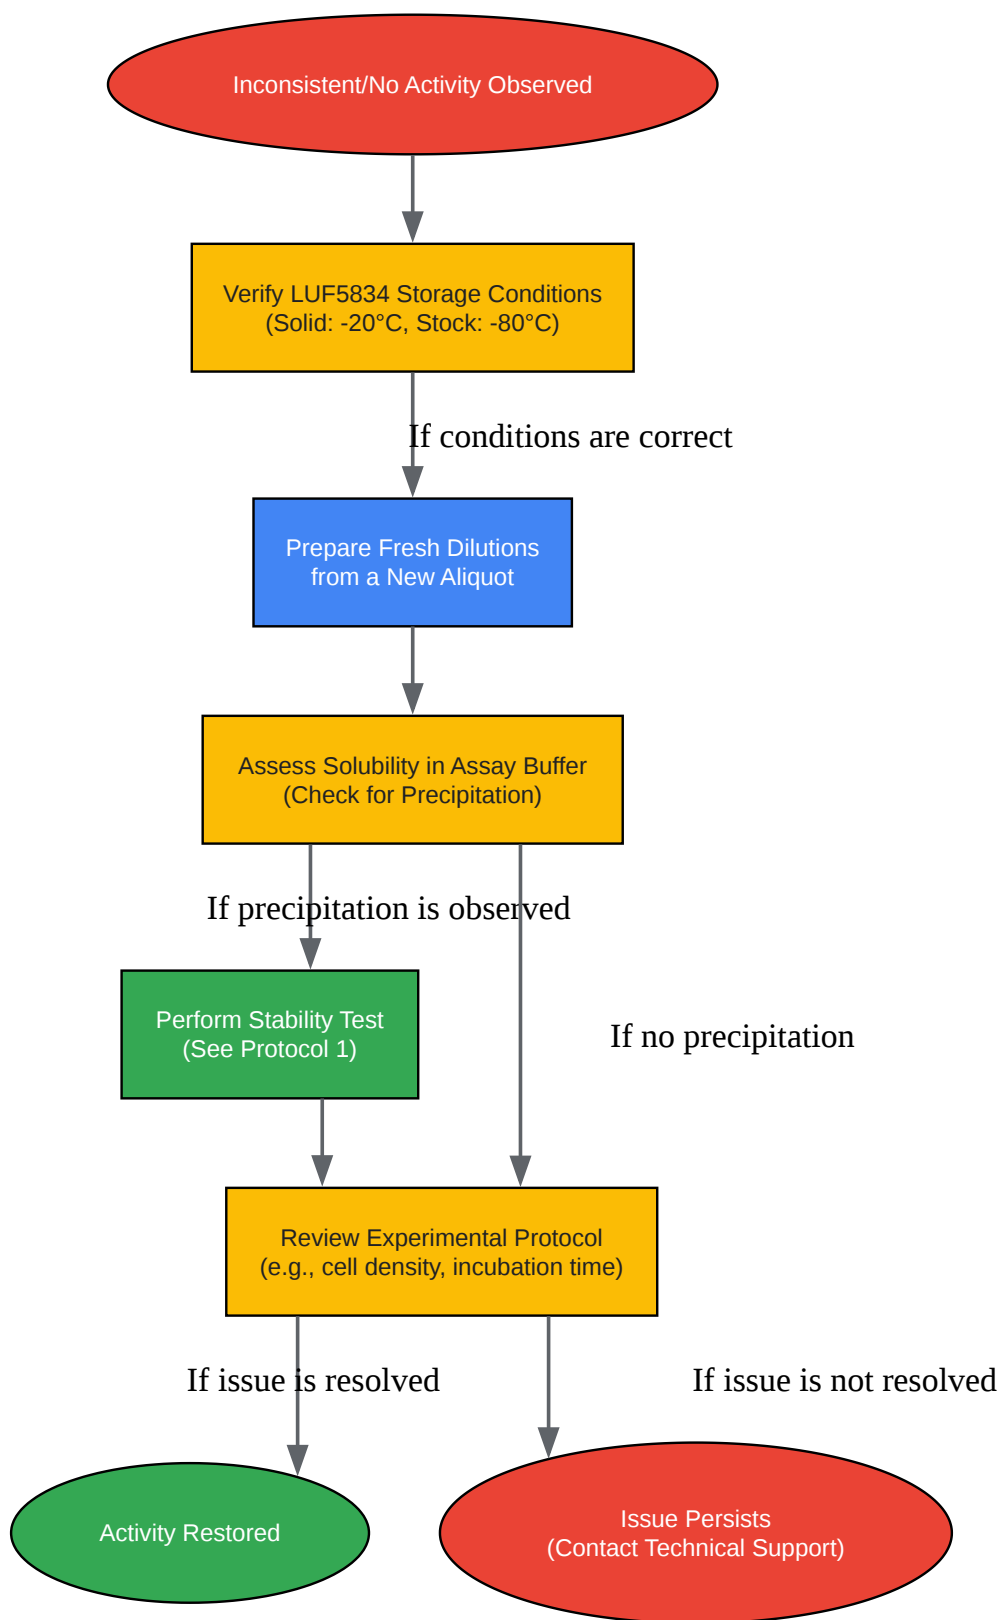 Inconsistent/No Activity Observed
Verify LUF5834 Storage Conditions
(Solid: -20°C, Stock: -80°C)
If conditions are correct
Prepare Fresh Dilutions
from a New Aliquot
Assess Solubility in Assay Buffer
(Check for Precipitation)
If precipitation is observed
Perform Stability Test
(See Protocol 1)
If no precipitation
Review Experimental Protocol
(e.g., cell density, incubation time)
If issue is resolved
If issue is not resolved
Activity Restored
Issue Persists
(Contact Technical Support)